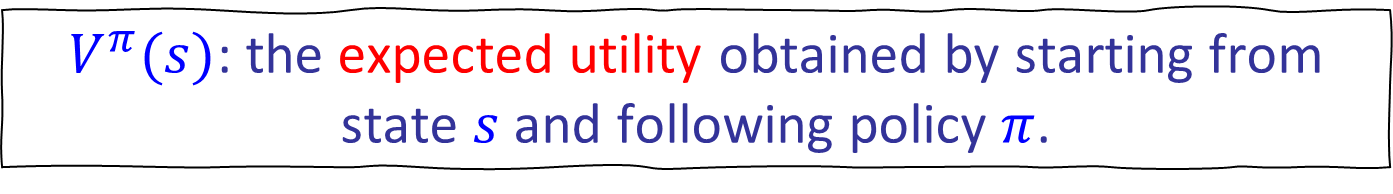 𝑉^𝜋(𝑠): the expected utility obtained by starting from
state 𝑠 and following policy 𝜋.